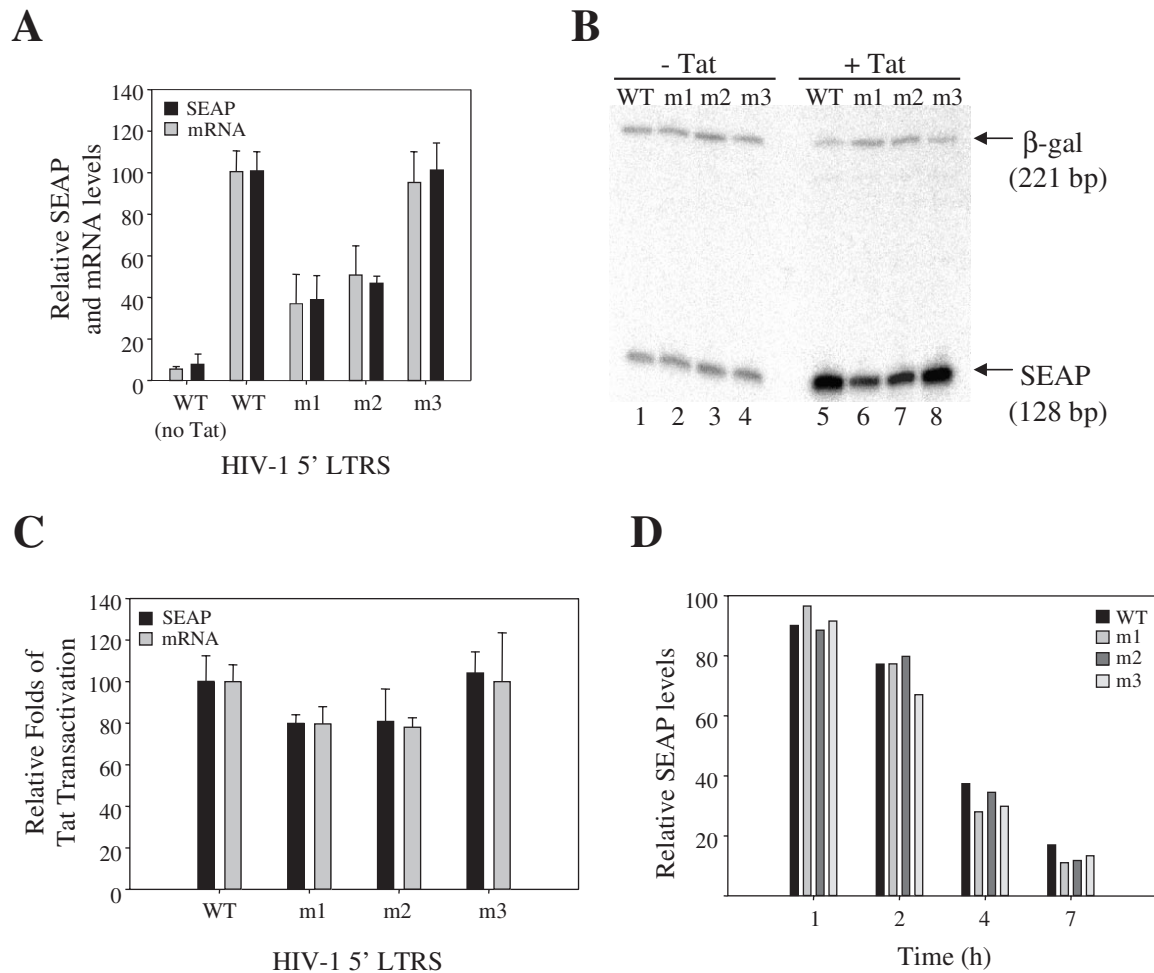 A
140
120
100
80
60
40
20
0
Relative SEAP
and mRNA levels
SEAP
mRNA
WT
(no Tat)
WT
m1
m2
m3
HIV-1 5’ LTRS
B
- Tat
+ Tat
WT m1 m2 m3
WT m1 m2 m3
β-gal
(221 bp)
SEAP
(128 bp)
1 2 3 4 5 6 7 8
C
140
120
100
80
60
40
20
0
Relative Folds of
Tat Transactivation
SEAP
mRNA
WT m1 m2 m3
HIV-1 5’ LTRS
D
100
80
60
40
20
Relative SEAP levels
WT
m1
m2
m3
1 2 4 7
Time (h)